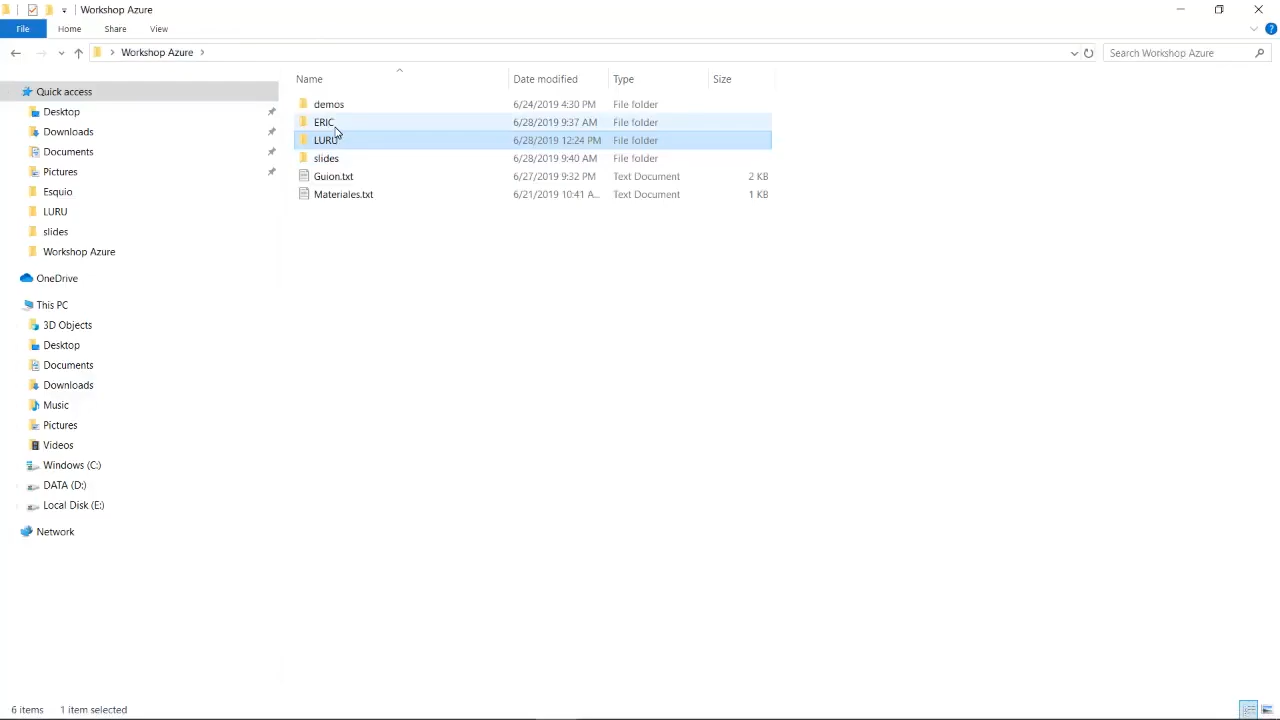 Workshop Azure
File Home Share View
Workshop Azure
Search Workshop Azure
Name Date modified Type Size
Quick access
Desktop
Downloads
Documents
Pictures
Esquio
LURU
slides
Workshop Azure
OneDrive
This PC
3D Objects
Desktop
Documents
Downloads
Music
Pictures
Videos
Windows (C:)
DATA (D:)
Local Disk (E:)
Network
demos 6/24/2019 4:30 PM File folder
ERIC 6/28/2019 9:37 AM File folder
LURU 6/28/2019 12:24 PM File folder
slides 6/28/2019 9:40 AM File folder
Guion.txt 6/27/2019 9:32 PM Text Document 2 KB
Materiales.txt 6/21/2019 10:41 A... Text Document 1 KB
6 items 1 item selected